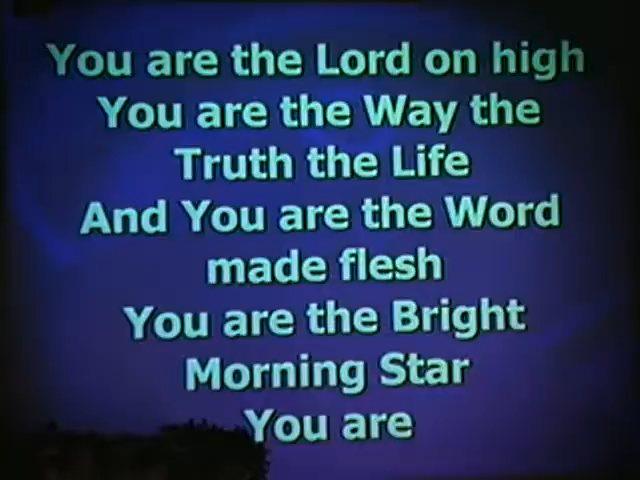 You are the Lord on high
You are the Way the
Truth the Life
And You are the Word
made flesh
You are the Bright
Morning Star
You are